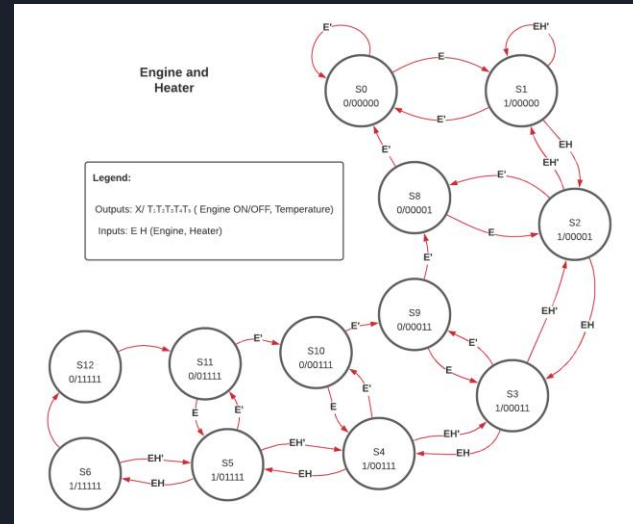 Engine and
Heater
Legend:
Outputs: X/ T₁T₂T₃T₄T₅ ( Engine ON/OFF, Temperature)
Inputs: E H (Engine, Heater)
E'
EH'
S0
0/00000
E
S1
1/00000
E'
EH
E'
EH'
E'
S8
0/00001
S2
1/00001
E
E'
S9
0/00011
EH'
EH
E'
E
S3
1/00011
S12
0/11111
S11
0/01111
E'
S10
0/00111
E'
E
E'
E
E'
S6
1/11111
EH'
EH
S5
1/01111
EH'
EH
S4
1/00111
EH'
EH